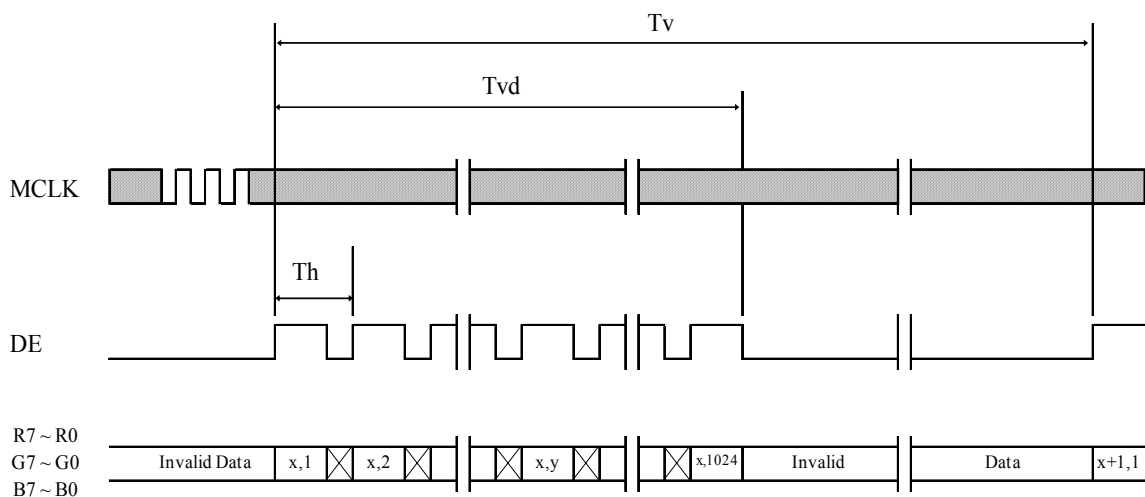 Tv
Tvd
MCLK
Th
DE
R7 ~ R0
G7 ~ G0
B7 ~ B0
Invalid Data x,1 x,2 x,y x,1024 Invalid Data x+1,1